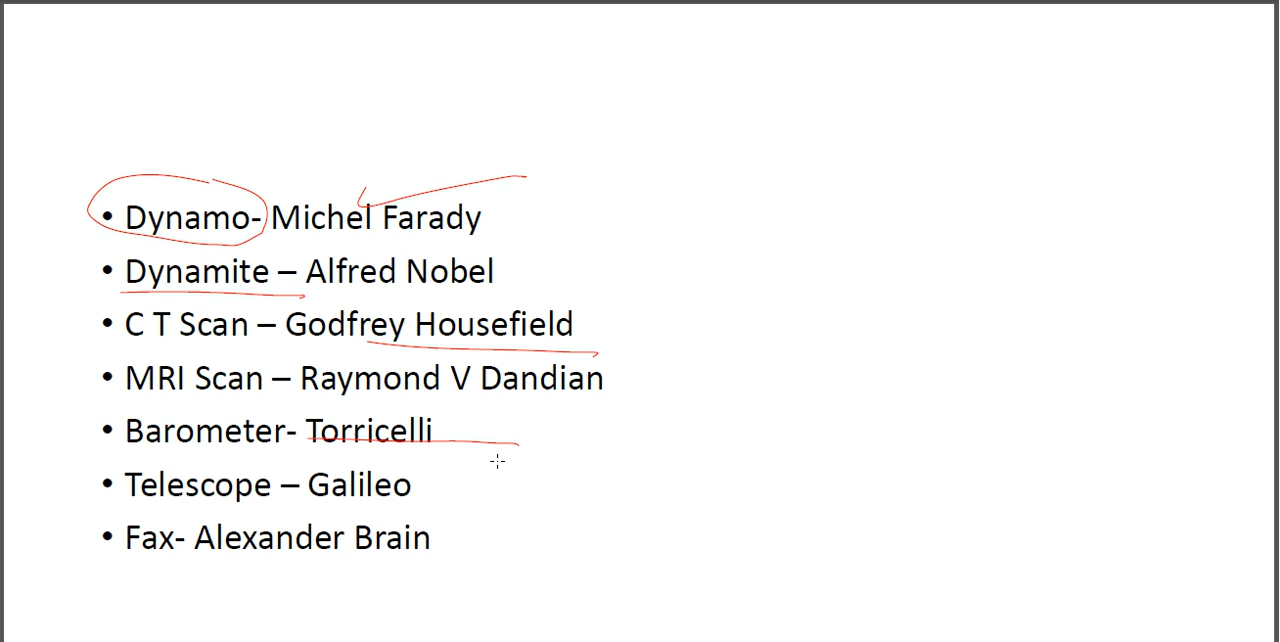 • Dynamo- Michel Farady
• Dynamite – Alfred Nobel
• C T Scan – Godfrey Housefield
• MRI Scan – Raymond V Dandian
• Barometer- Torricelli
• Telescope – Galileo
• Fax- Alexander Brain